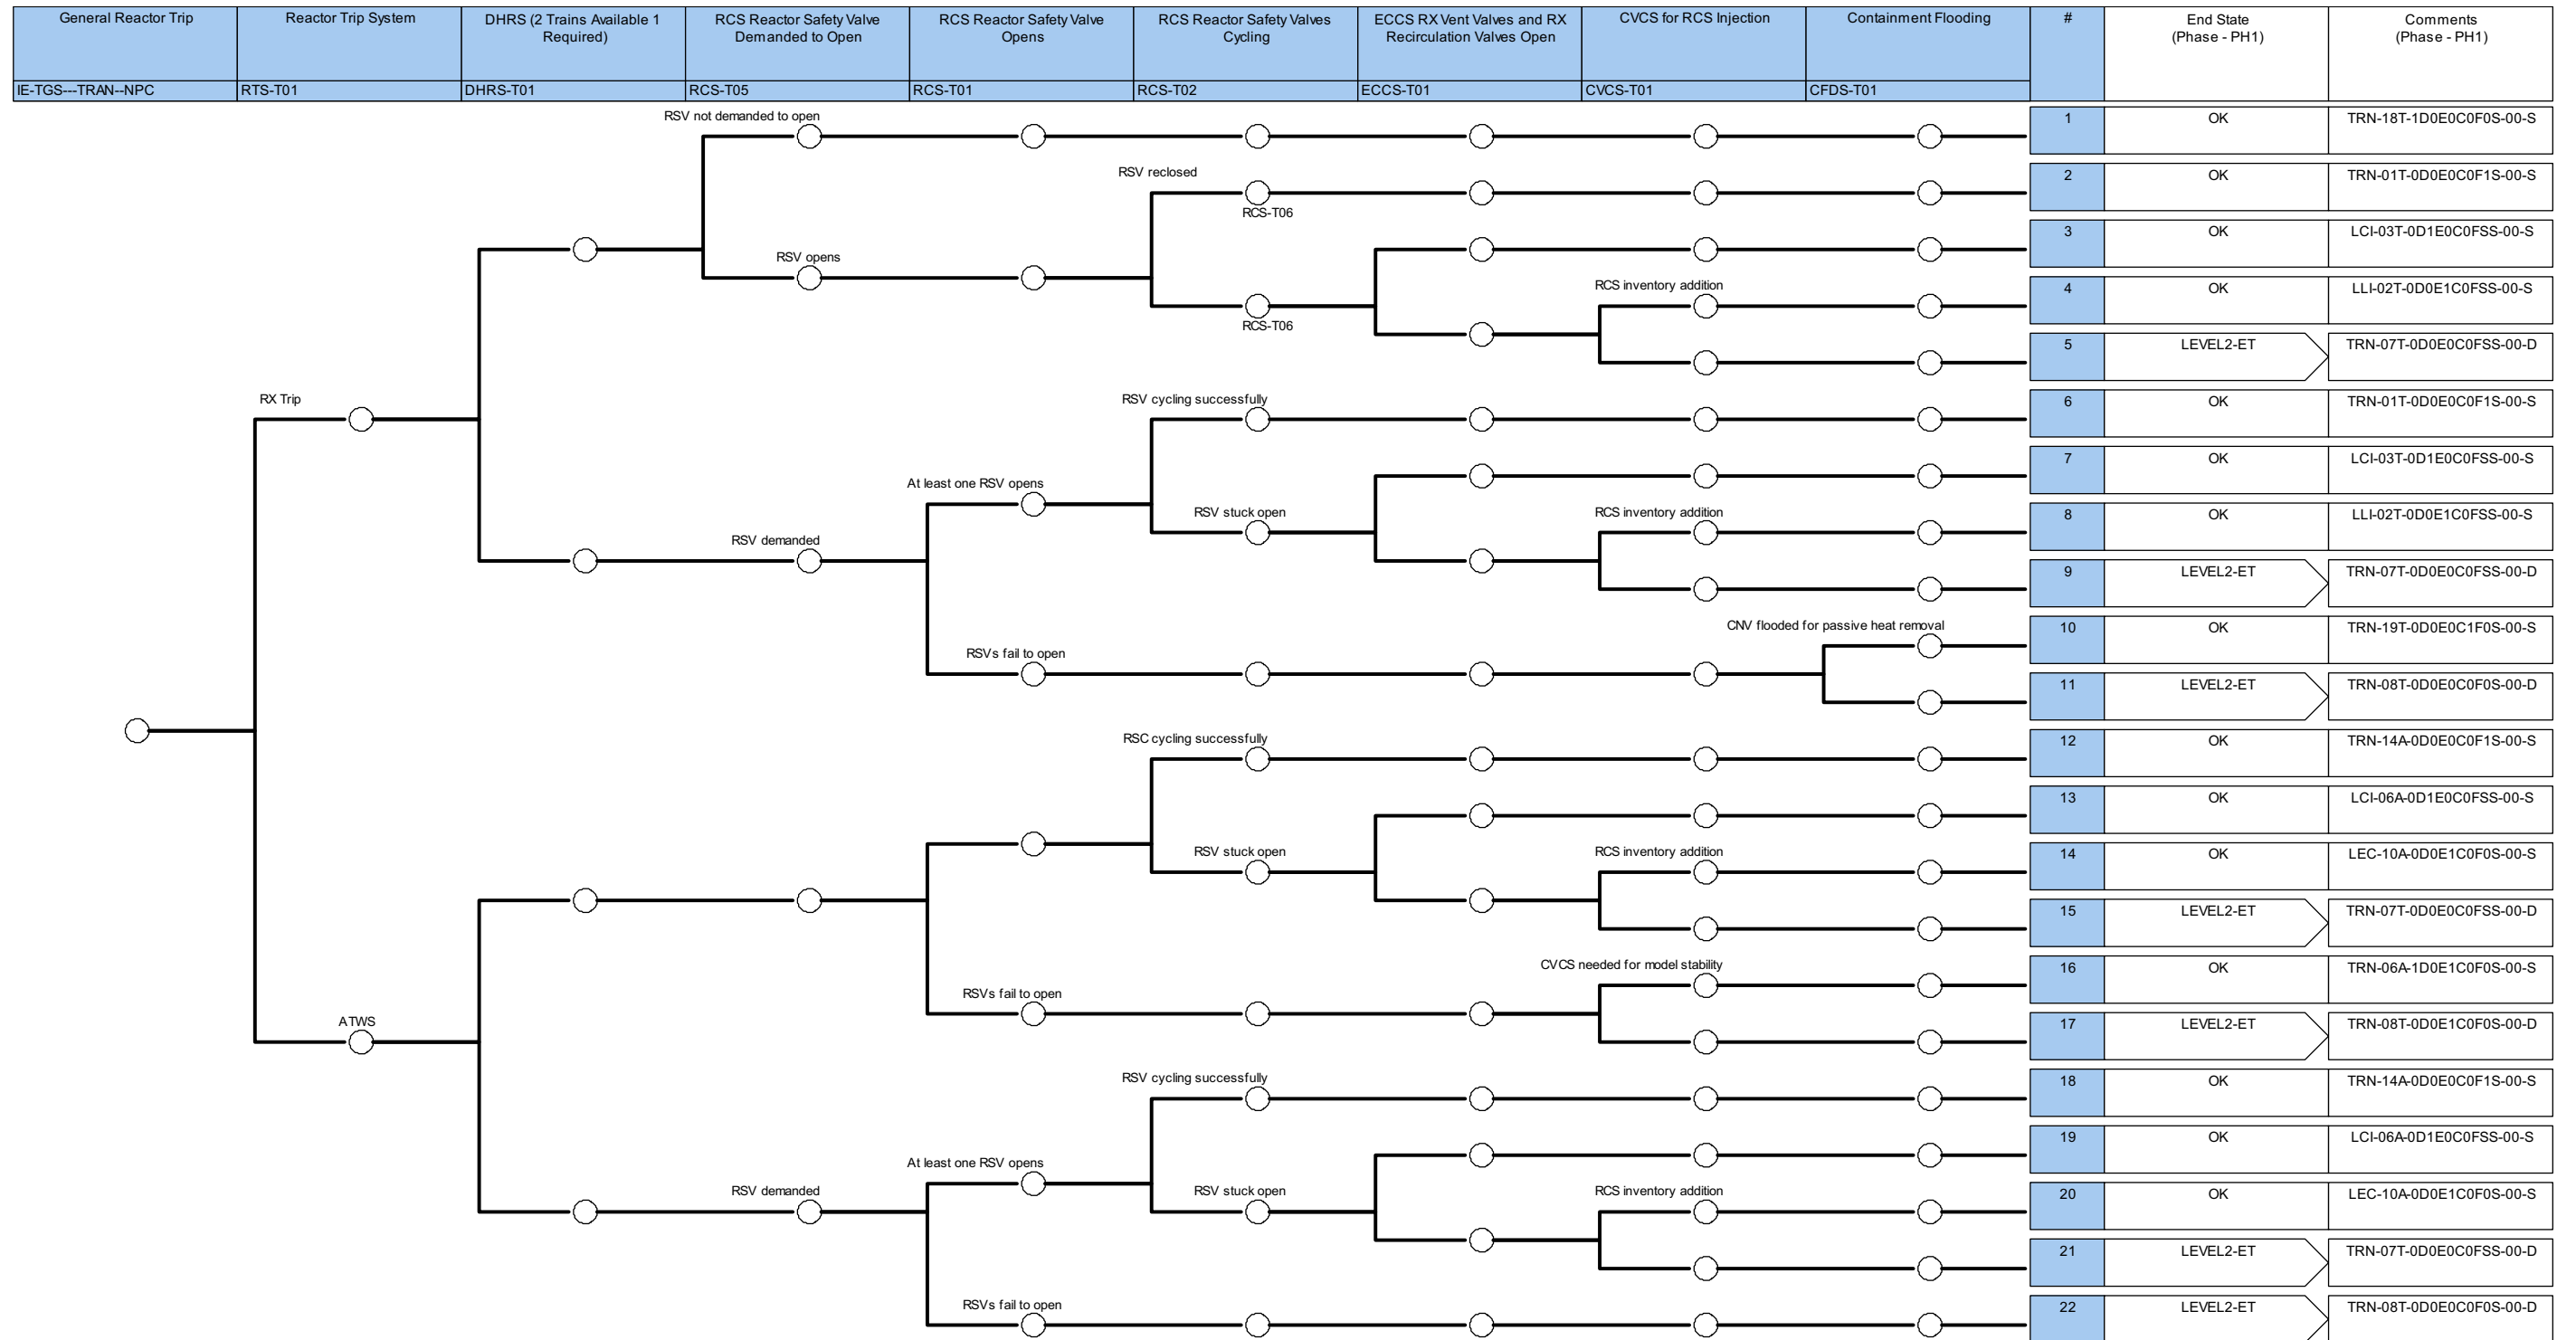 General Reactor Trip
Reactor Trip System
DHRS (2 Trains Available 1
Required)
RCS Reactor Safety Valve
Demanded to Open
RCS Reactor Safety Valve
Opens
RCS Reactor Safety Valves
Cycling
ECCS RX Vent Valves and RX
Recirculation Valves Open
CVCS for RCS Injection
Containment Flooding
#
End State
(Phase - PH1)
Comments
(Phase - PH1)
IE-TGS---TRAN--NPC
RTS-T01
DHRS-T01
RCS-T05
RCS-T01
RCS-T02
ECCS-T01
CVCS-T01
CFDS-T01
RSV not demanded to open
1
OK
TRN-18T-1D0E0C0F0S-00-S
RSV reclosed
RCS-T06
2
OK
TRN-01T-0D0E0C0F1S-00-S
RSV opens
3
OK
LCI-03T-0D1E0C0FSS-00-S
RCS-T06
RCS inventory addition
4
OK
LLI-02T-0D0E1C0FSS-00-S
5
LEVEL2-ET
TRN-07T-0D0E0C0FSS-00-D
RX Trip
RSV cycling successfully
6
OK
TRN-01T-0D0E0C0F1S-00-S
At least one RSV opens
7
OK
LCI-03T-0D1E0C0FSS-00-S
RSV stuck open
RCS inventory addition
8
OK
LLI-02T-0D0E1C0FSS-00-S
RSV demanded
9
LEVEL2-ET
TRN-07T-0D0E0C0FSS-00-D
RSVs fail to open
CNV flooded for passive heat removal
10
OK
TRN-19T-0D0E0C1F0S-00-S
11
LEVEL2-ET
TRN-08T-0D0E0C0F0S-00-D
RSC cycling successfully
12
OK
TRN-14A-0D0E0C0F1S-00-S
13
OK
LCI-06A-0D1E0C0FSS-00-S
RSV stuck open
RCS inventory addition
14
OK
LEC-10A-0D0E1C0F0S-00-S
15
LEVEL2-ET
TRN-07T-0D0E0C0FSS-00-D
RSVs fail to open
CVCS needed for model stability
16
OK
TRN-06A-1D0E1C0F0S-00-S
ATWS
17
LEVEL2-ET
TRN-08T-0D0E1C0F0S-00-D
RSV cycling successfully
18
OK
TRN-14A-0D0E0C0F1S-00-S
At least one RSV opens
19
OK
LCI-06A-0D1E0C0FSS-00-S
RSV demanded
RSV stuck open
RCS inventory addition
20
OK
LEC-10A-0D0E1C0F0S-00-S
21
LEVEL2-ET
TRN-07T-0D0E0C0FSS-00-D
RSVs fail to open
22
LEVEL2-ET
TRN-08T-0D0E0C0F0S-00-D